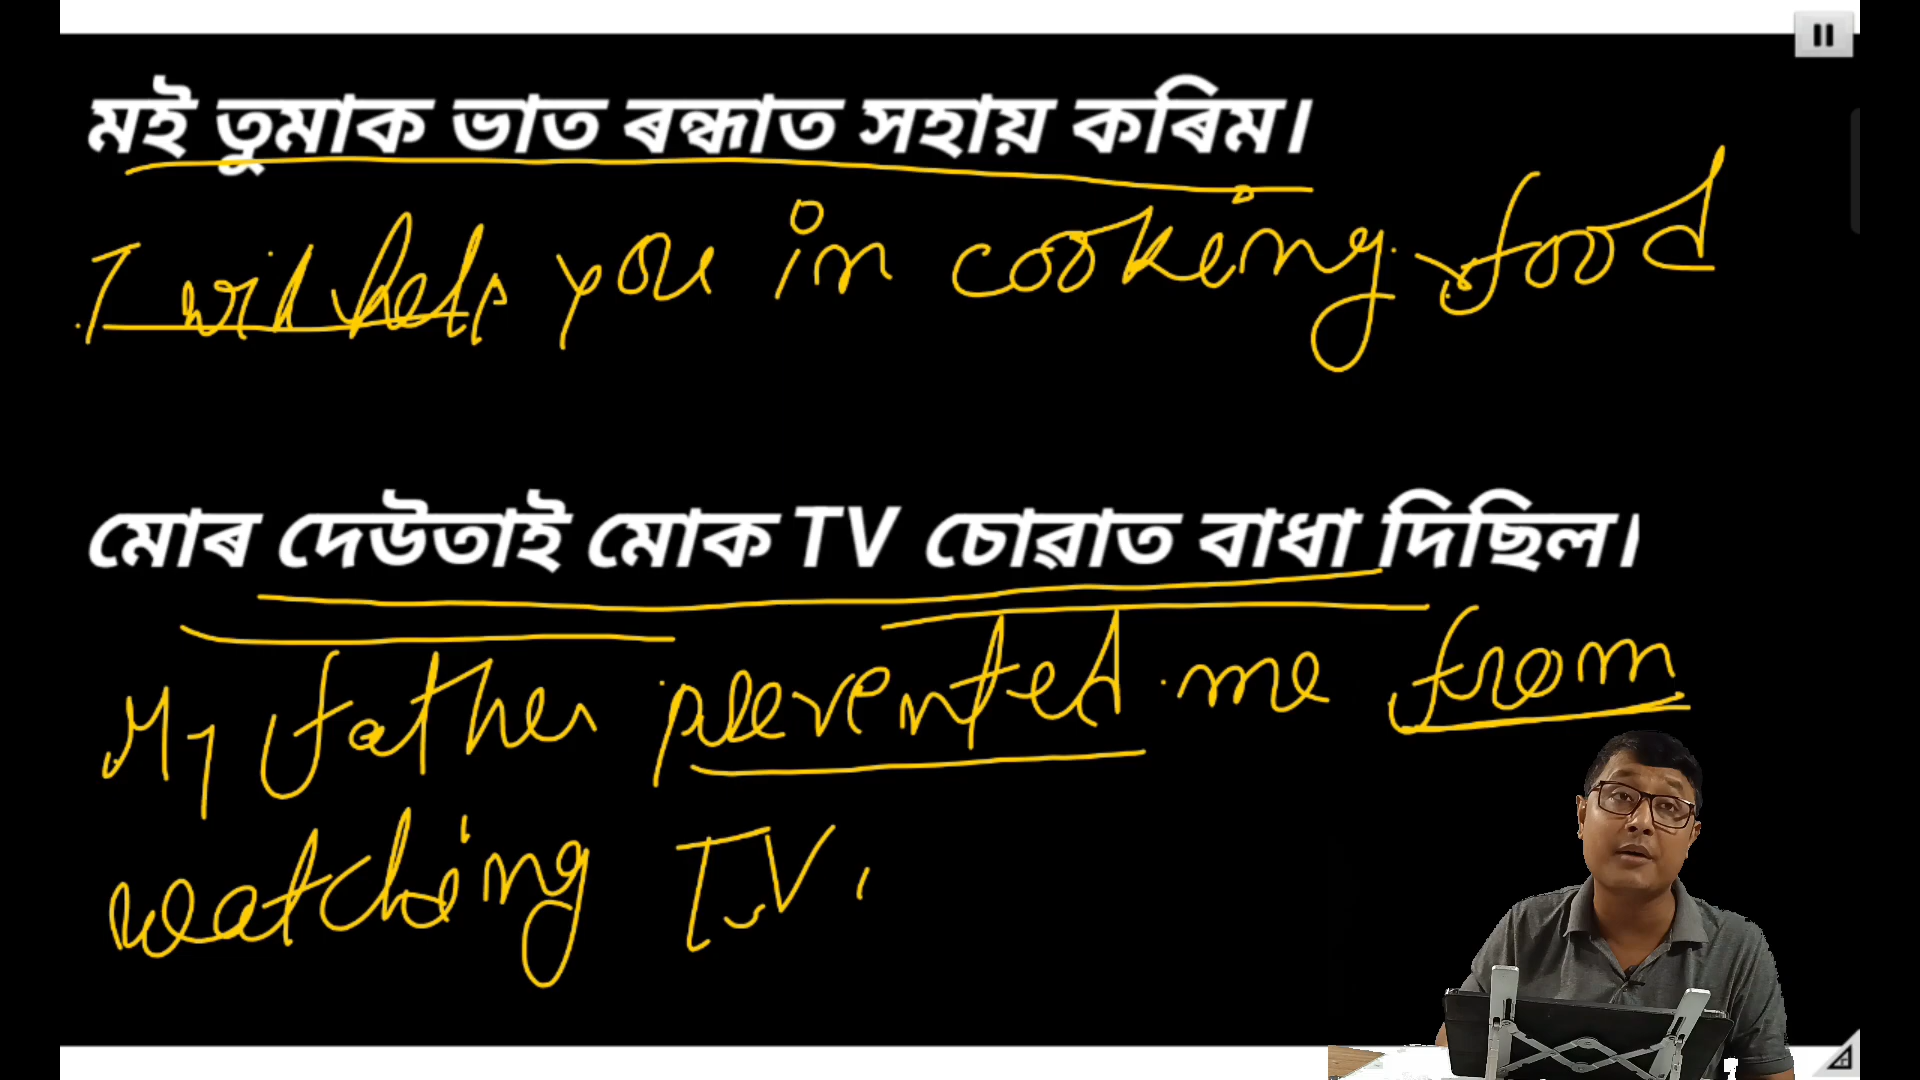 মই তুমাক ভাত ৰন্ধাত সহায় কৰিম।
I will help you in cooking food
মোৰ দেউতাই মোক TV চোৱাত বাধা দিছিল।
My father prevented me from
watching T.V.